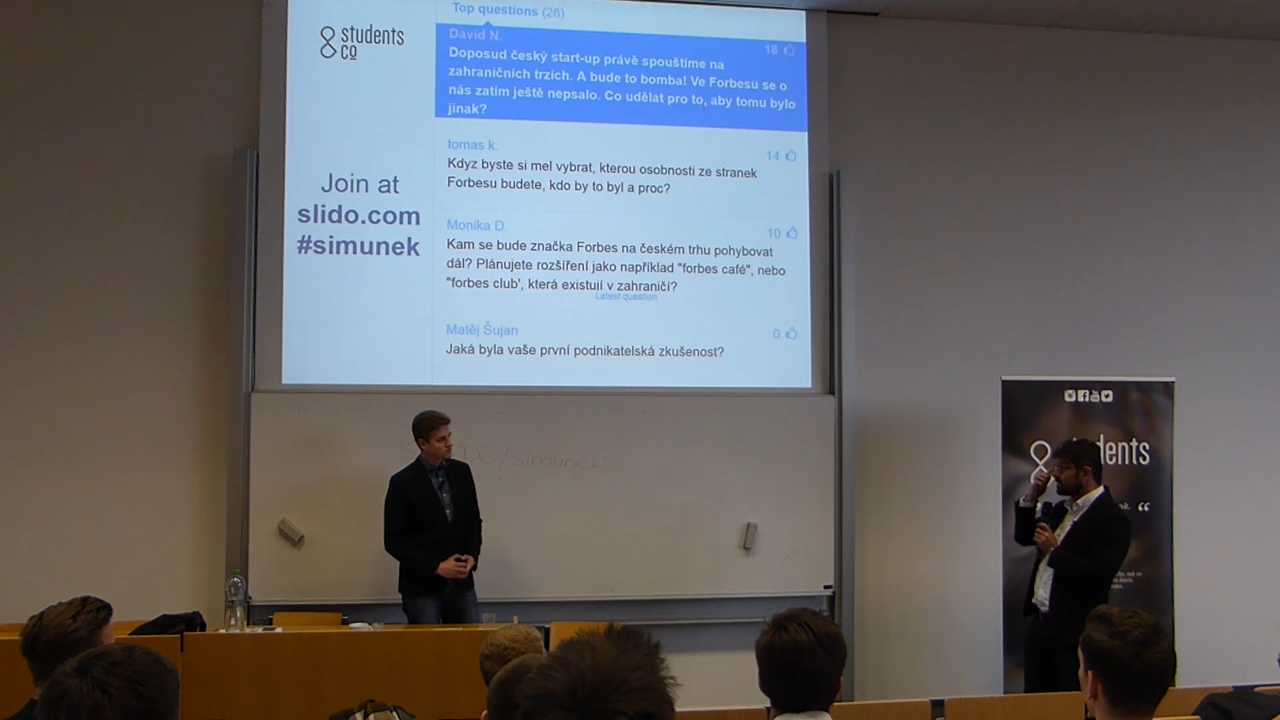 students
co
Join at
slido.com
#simunek
Top questions (26)
David N.
18
Doposud český start-up právě spouštíme na
zahraničních trzích. A bude to bomba! Ve Forbesu se o
nás zatím ještě nepsalo. Co udělat pro to, aby tomu bylo
jinak?
tomas k.
14
Kdyz byste si mel vybrat, kterou osobnosti ze stranek
Forbesu budete, kdo by to byl a proc?
Monika D.
10
Kam se bude značka Forbes na českém trhu pohybovat
dál? Plánujete rozšíření jako například "forbes café", nebo
"forbes club', která existují v zahraničí?
Latest question
Matěj Šujan
0
Jaká byla vaše první podnikatelská zkušenost?
/simunek
dents
“